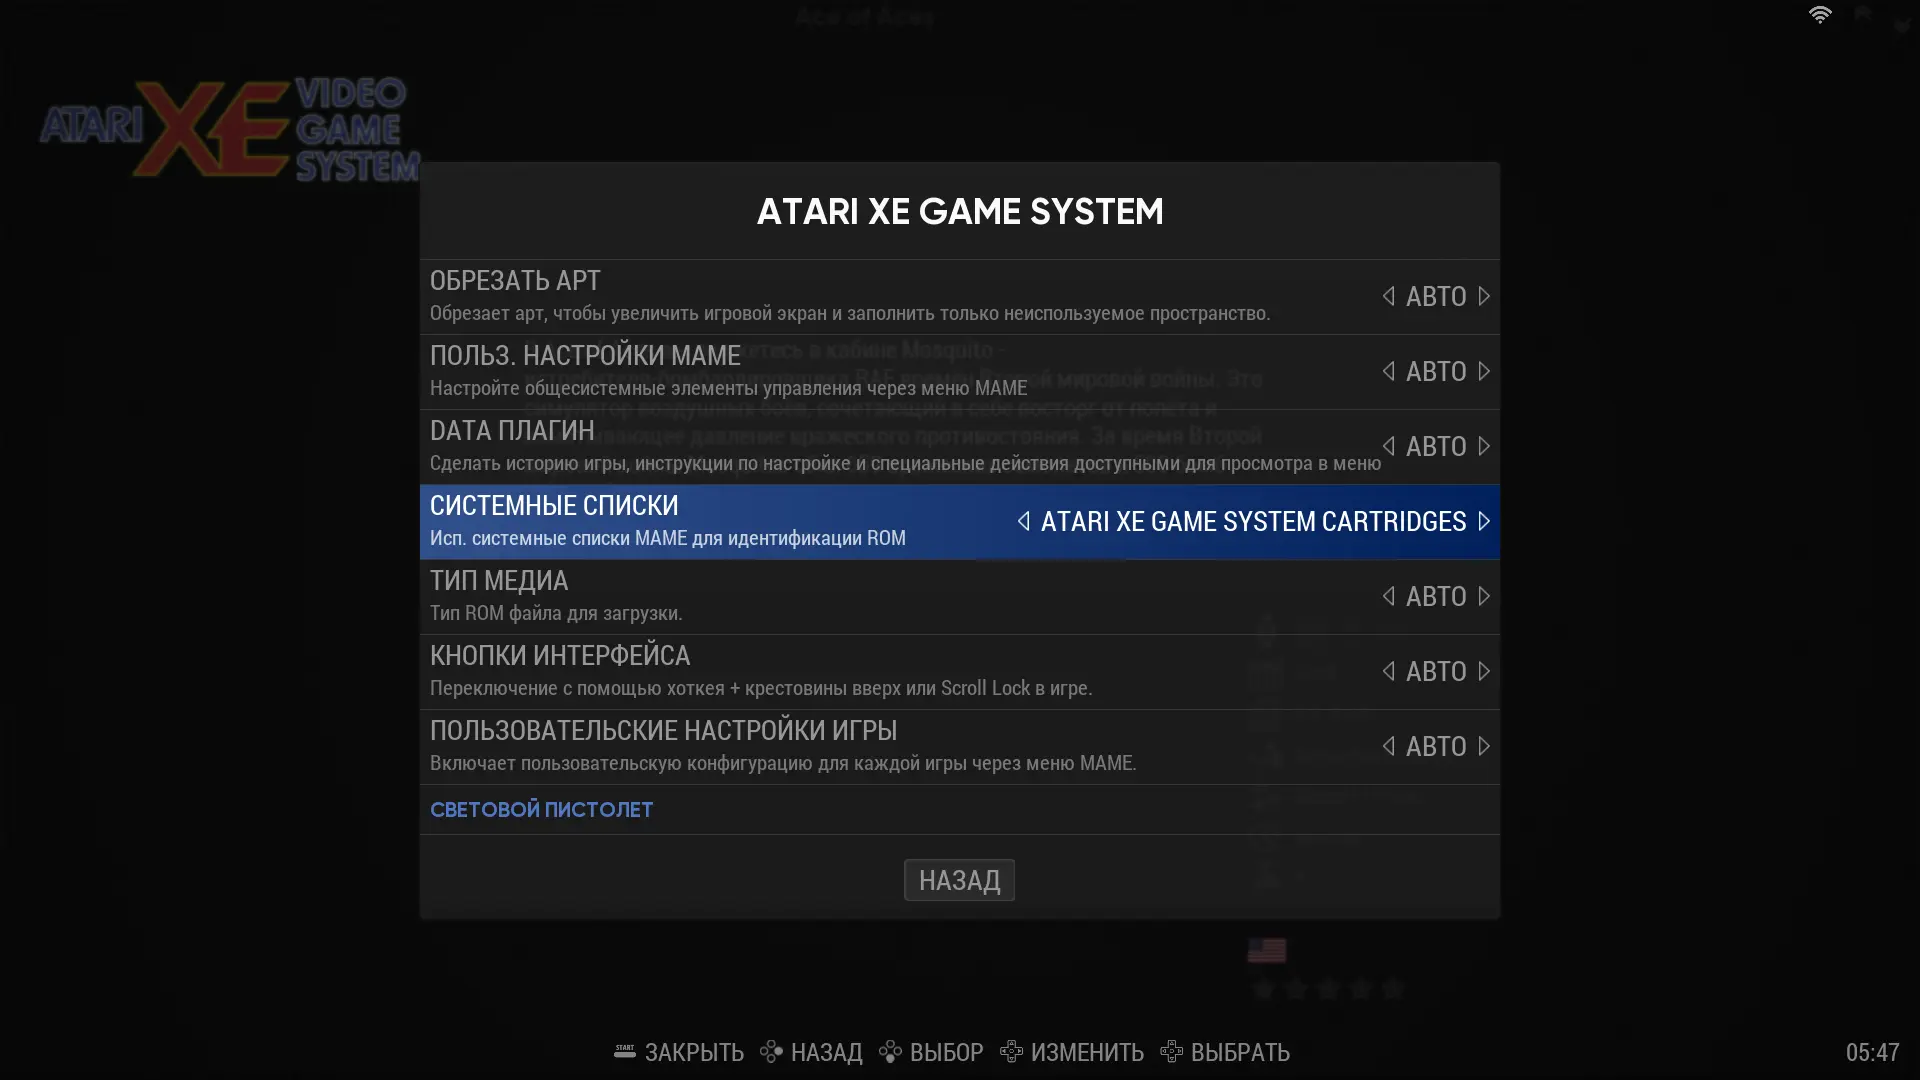 Ace of Aces
ATARI XE VIDEO
GAME
SYSTEM
ATARI XE GAME SYSTEM
ОБРЕЗАТЬ АРТ
Обрезает арт, чтобы увеличить игровой экран и заполнить только неиспользуемое пространство.
АВТО
ПОЛЬЗ. НАСТРОЙКИ MAME
Настройте общесистемные элементы управления через меню MAME
АВТО
DATA ПЛАГИН
Сделать историю игры, инструкции по настройке и специальные действия доступными для просмотра в меню
АВТО
СИСТЕМНЫЕ СПИСКИ
Исп. системные списки MAME для идентификации ROM
ATARI XE GAME SYSTEM CARTRIDGES
ТИП МЕДИА
Тип ROM файла для загрузки.
АВТО
КНОПКИ ИНТЕРФЕЙСА
Переключение с помощью хоткея + крестовины вверх или Scroll Lock в игре.
АВТО
ПОЛЬЗОВАТЕЛЬСКИЕ НАСТРОЙКИ ИГРЫ
Включает пользовательскую конфигурацию для каждой игры через меню MAME.
АВТО
СВЕТОВОЙ ПИСТОЛЕТ
НАЗАД
START ЗАКРЫТЬ НАЗАД ВЫБОР ИЗМЕНИТЬ ВЫБРАТЬ
05:47